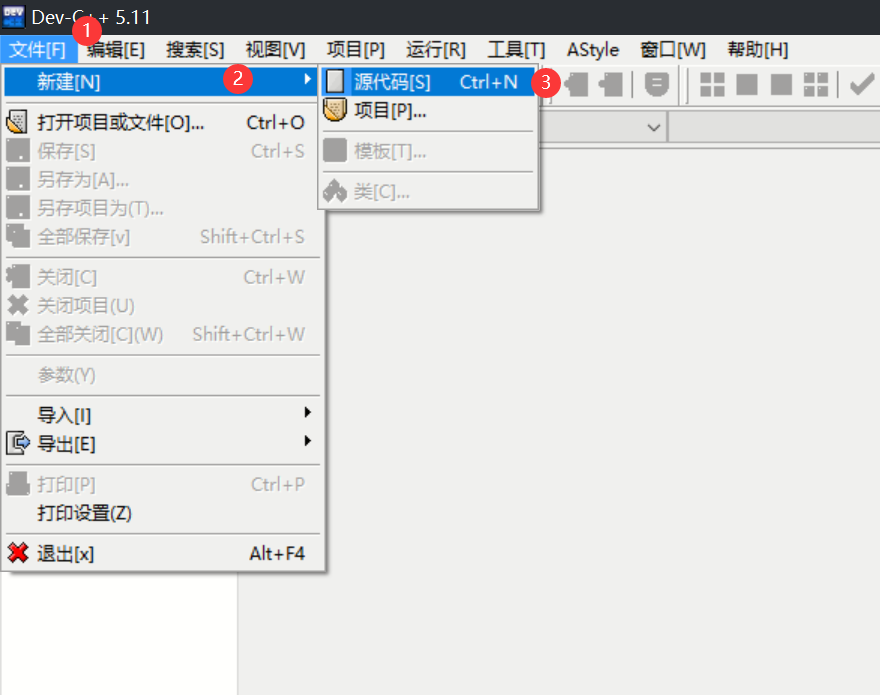 DEV Dev-C++ 5.11
1
文件[F] 编辑[E] 搜索[S] 视图[V] 项目[P] 运行[R] 工具[T] AStyle 窗口[W] 帮助[H]
新建[N] 2 源代码[S] Ctrl+N 3
项目[P]...
打开项目或文件[O]... Ctrl+O
保存[S] Ctrl+S 模板[T]...
另存为[A]...
类[C]...
另存项目为(T)...
全部保存[v] Shift+Ctrl+S
关闭[C] Ctrl+W
关闭项目(U)
全部关闭[C](W) Shift+Ctrl+W
参数(Y)
导入[I]
导出[E]
打印[P] Ctrl+P
打印设置(Z)
退出[x] Alt+F4